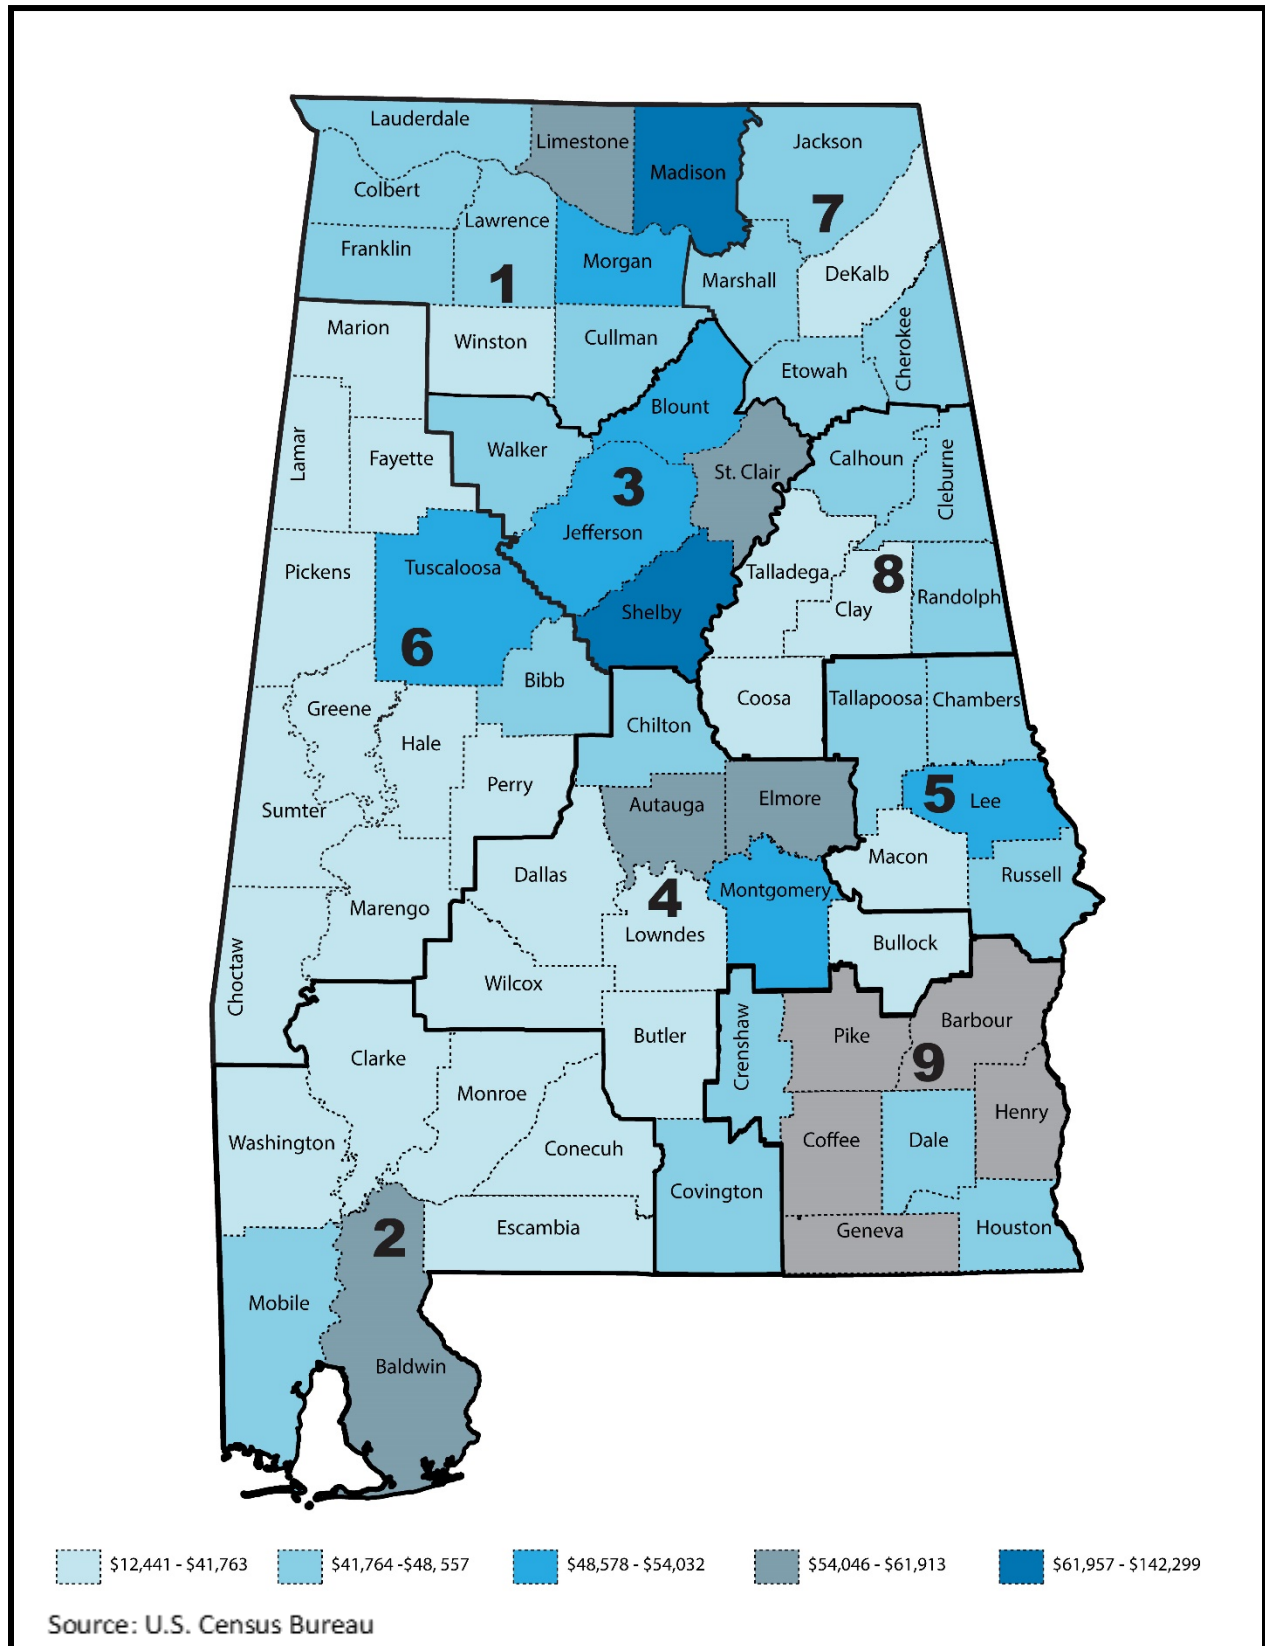 Lauderdale
Limestone
Madison
Jackson
Colbert
Lawrence
7
Franklin
Morgan
DeKalb
Marshall
1
Marion
Winston
Cullman
Cherokee
Etowah
Blount
Lamar
Fayette
Walker
St. Clair
Calhoun
Cleburne
3
Jefferson
Pickens
Tuscaloosa
Talladega
8
Shelby
Clay
Randolph
6
Bibb
Greene
Coosa
Tallapoosa
Chambers
Chilton
Hale
Perry
Sumter
Autauga
Elmore
5
Lee
Dallas
Macon
Russell
4
Montgomery
Marengo
Lowndes
Bullock
Choctaw
Wilcox
Butler
Crenshaw
Pike
Barbour
Clarke
9
Monroe
Henry
Washington
Conecuh
Coffee
Dale
Covington
2
Escambia
Geneva
Houston
Mobile
Baldwin
$12,441 - $41,763
$41,764 -$48, 557
$48,578 - $54,032
$54,046 - $61,913
$61,957 - $142,299
Source: U.S. Census Bureau